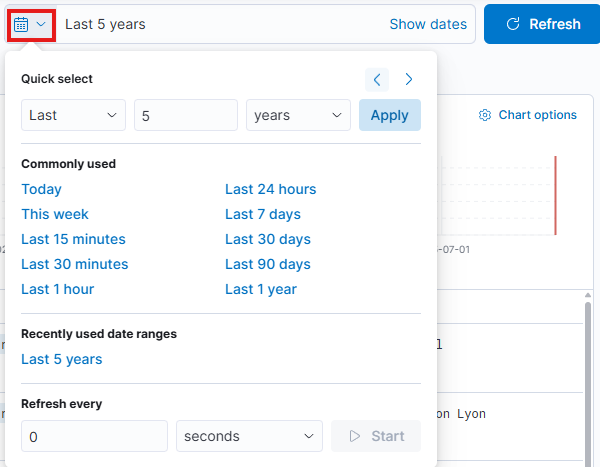 Last 5 years Show dates Refresh
Quick select
Last 5 years Apply
Chart options
Commonly used
Today Last 24 hours
This week Last 7 days
Last 15 minutes Last 30 days
-07-01
Last 30 minutes Last 90 days
Last 1 hour Last 1 year
Recently used date ranges
Last 5 years
Refresh every
on Lyon
0 seconds Start